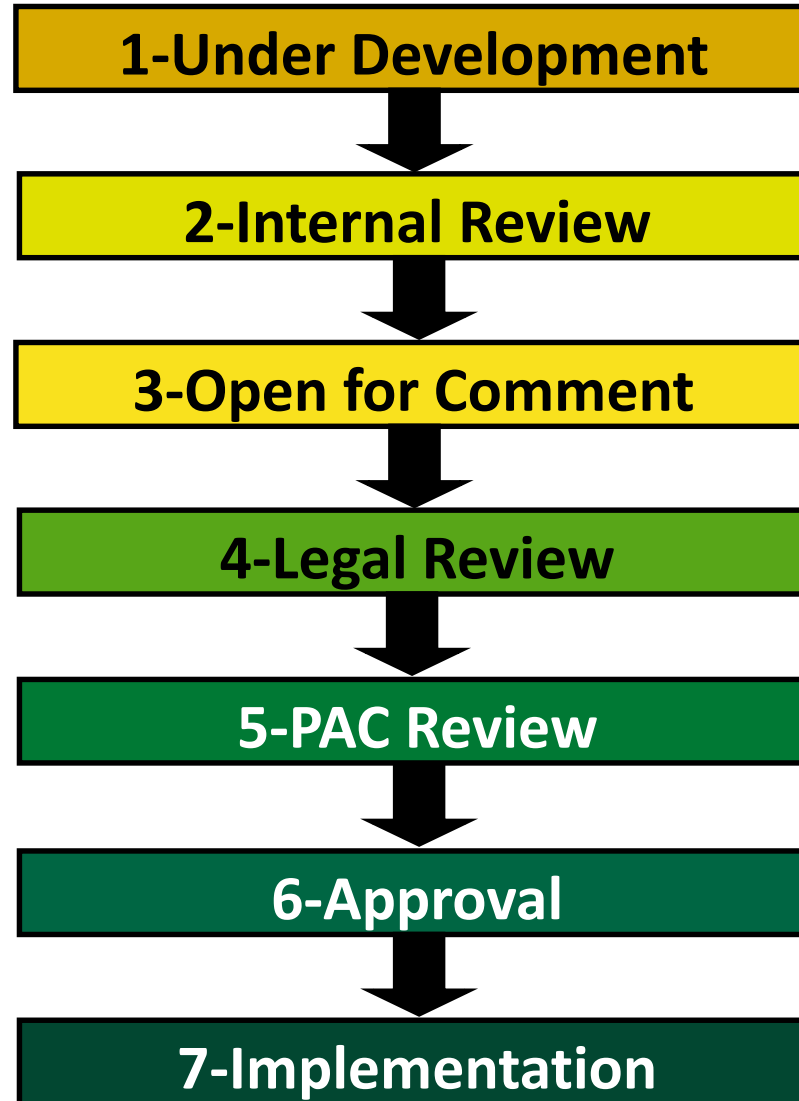 1-Under Development
2-Internal Review
3-Open for Comment
4-Legal Review
5-PAC Review
6-Approval
7-Implementation